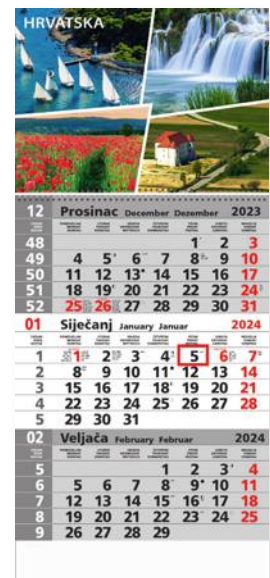 HRVATSKA
12 Prosinac December Dezember 2023
48 1 2 3
49 4 5 6 7 8 9 10
50 11 12 13 14 15 16 17
51 18 19 20 21 22 23 24
52 25 26 27 28 29 30 31
01 Siječanj January Januar 2024
1 1 2 3 4 5 6 7
2 8 9 10 11 12 13 14
3 15 16 17 18 19 20 21
4 22 23 24 25 26 27 28
5 29 30 31
02 Veljača February Februar 2024
5 1 2 3 4
6 5 6 7 8 9 10 11
7 12 13 14 15 16 17 18
8 19 20 21 22 23 24 25
9 26 27 28 29